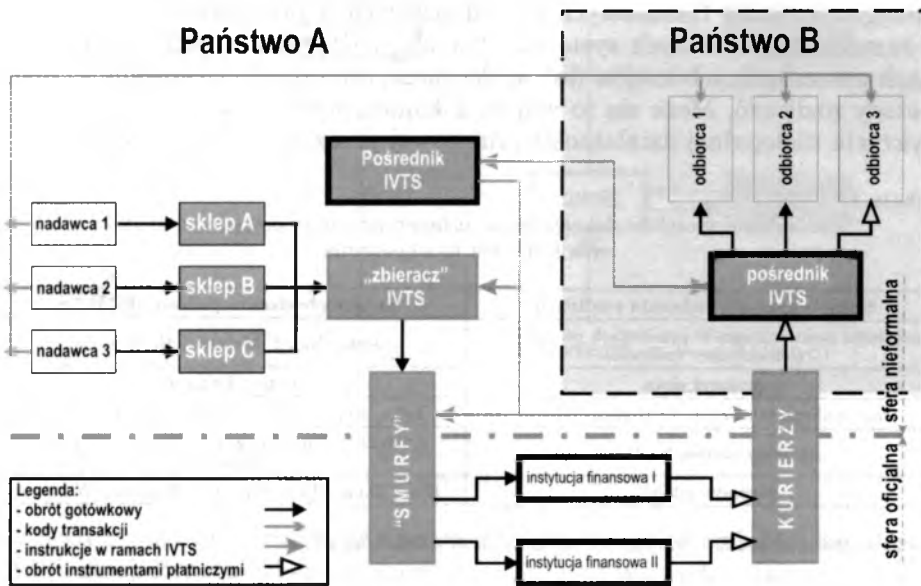 Państwo A
Państwo B
odbiorca 1
odbiorca 2
odbiorca 3
Pośrednik
IVTS
nadawca 1
sklep A
nadawca 2
sklep B
„zbieracz”
IVTS
pośrednik
IVTS
nadawca 3
sklep C
sfera nieformalna
"SMURFY"
KURIERZY
sfera oficjalna
instytucja finansowa I
instytucja finansowa II
Legenda:
- obrót gotówkowy
- kody transakcji
- instrukcje w ramach IVTS
- obrót instrumentami płatniczymi